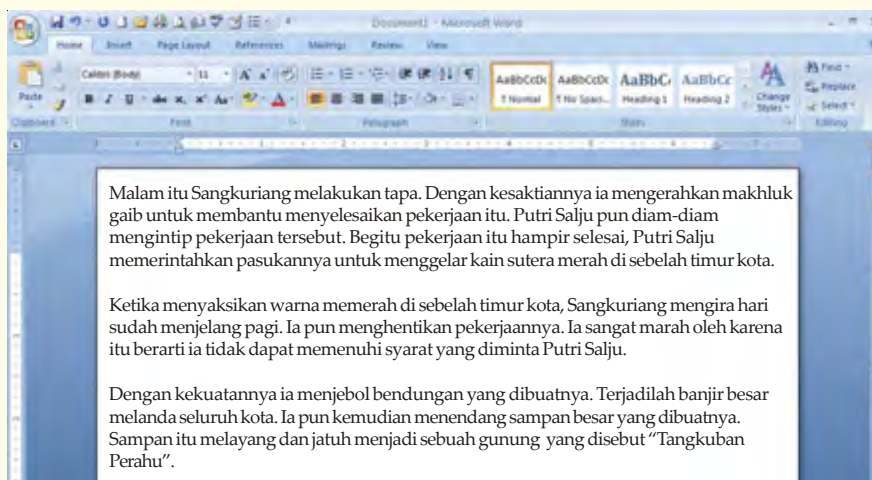 Document1 - Microsoft Word
Home Insert Page Layout References Mailings Review View
Calibri (Body) 11
Paste
AaBbCcDc AaBbCcDc AaBbC AaBbCc
¶ Normal ¶ No Spaci... Heading 1 Heading 2
Change Styles
Find
Replace
Select
Clipboard Font Paragraph Styles Editing
Malam itu Sangkuriang melakukan tapa. Dengan kesaktiannya ia mengerahkan makhluk
gaib untuk membantu menyelesaikan pekerjaan itu. Putri Salju pun diam-diam
mengintip pekerjaan tersebut. Begitu pekerjaan itu hampir selesai, Putri Salju
memerintahkan pasukannya untuk menggelar kain sutera merah di sebelah timur kota.
Ketika menyaksikan warna memerah di sebelah timur kota, Sangkuriang mengira hari
sudah menjelang pagi. Ia pun menghentikan pekerjaannya. Ia sangat marah oleh karena
itu berarti ia tidak dapat memenuhi syarat yang diminta Putri Salju.
Dengan kekuatannya ia menjebol bendungan yang dibuatnya. Terjadilah banjir besar
melanda seluruh kota. Ia pun kemudian menendang sampan besar yang dibuatnya.
Sampan itu melayang dan jatuh menjadi sebuah gunung yang disebut “Tangkuban
Perahu”.